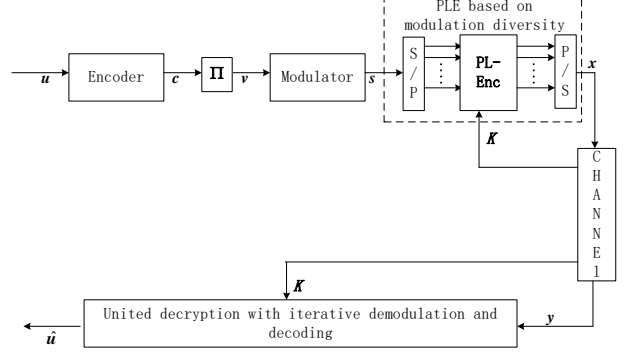 PLE based on
modulation diversity
u
Encoder
c
Π
v
Modulator
s
S
/
P
PL-
Enc
P
/
S
x
K
C
H
A
N
N
E
l
K
United decryption with iterative demodulation and
decoding
û
y